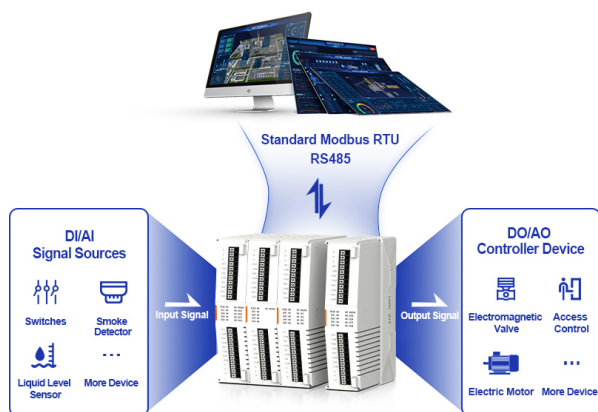 Standard Modbus RTU
RS485
DI/AI
Signal Sources
Switches
Smoke
Detector
Liquid Level
Sensor
More Device
Input Signal
Output Signal
DO/AO
Controller Device
Electromagnetic
Valve
Access
Control
Electric Motor
More Device